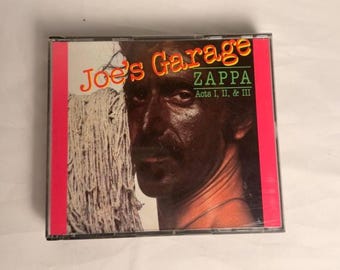 Joe's Garage
ZAPPA
Acts I, II, & III